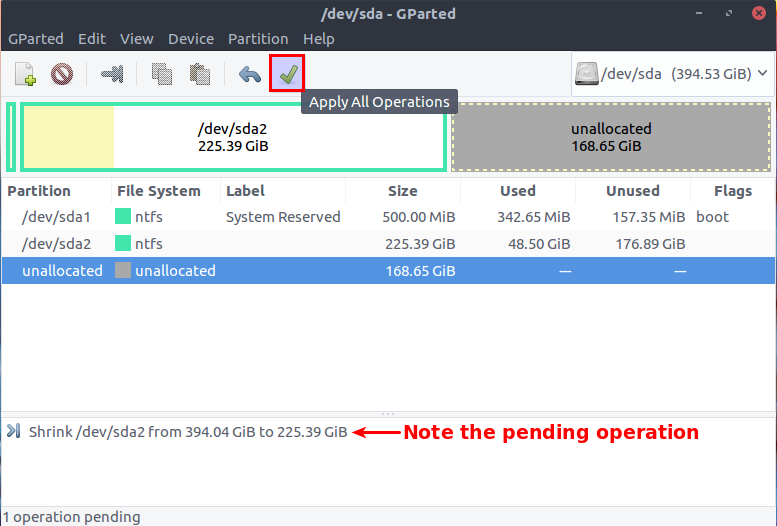 /dev/sda - GParted
GParted Edit View Device Partition Help
/dev/sda (394.53 GiB)
Apply All Operations
/dev/sda2
225.39 GiB
unallocated
168.65 GiB
Partition File System Label Size Used Unused Flags
/dev/sda1 ntfs System Reserved 500.00 MiB 342.65 MiB 157.35 MiB boot
/dev/sda2 ntfs 225.39 GiB 48.50 GiB 176.89 GiB
unallocated unallocated 168.65 GiB — —
Shrink /dev/sda2 from 394.04 GiB to 225.39 GiB
Note the pending operation
1 operation pending